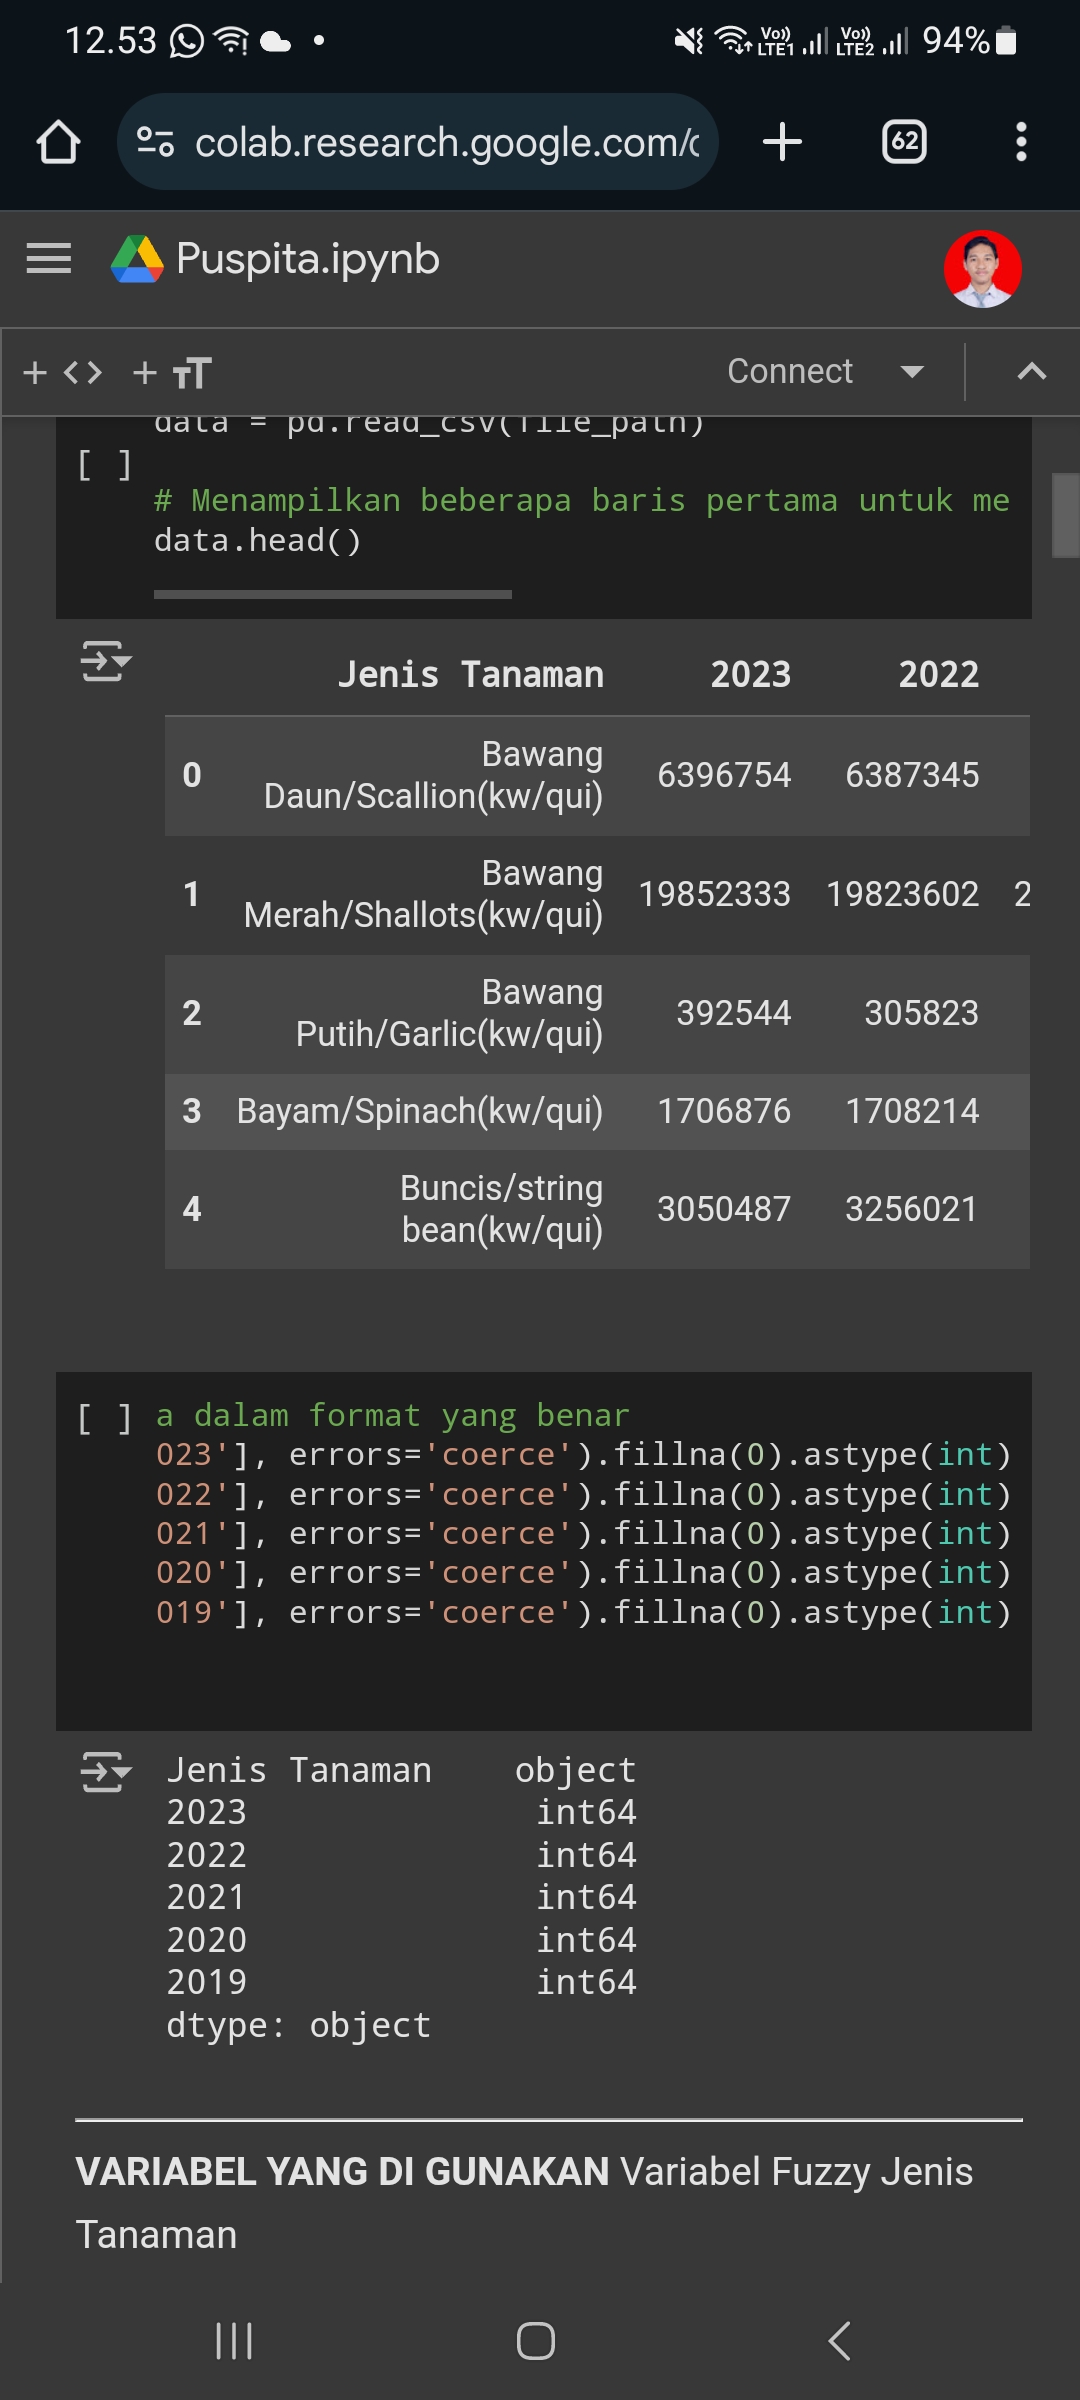 12.53
Vo)) LTE1 Vo)) LTE2 94%
colab.research.google.com/c
62
Puspita.ipynb
+ <> + TT Connect
data = pd.read_csv(file_path)
[ ]
# Menampilkan beberapa baris pertama untuk me
data.head()
Jenis Tanaman 2023 2022
0 Bawang Daun/Scallion(kw/qui) 6396754 6387345
1 Bawang Merah/Shallots(kw/qui) 19852333 19823602 2
2 Bawang Putih/Garlic(kw/qui) 392544 305823
3 Bayam/Spinach(kw/qui) 1706876 1708214
4 Buncis/string bean(kw/qui) 3050487 3256021
[ ] a dalam format yang benar
023'], errors='coerce').fillna(0).astype(int)
022'], errors='coerce').fillna(0).astype(int)
021'], errors='coerce').fillna(0).astype(int)
020'], errors='coerce').fillna(0).astype(int)
019'], errors='coerce').fillna(0).astype(int)
Jenis Tanaman object
2023 int64
2022 int64
2021 int64
2020 int64
2019 int64
dtype: object
VARIABEL YANG DI GUNAKAN Variabel Fuzzy Jenis
Tanaman